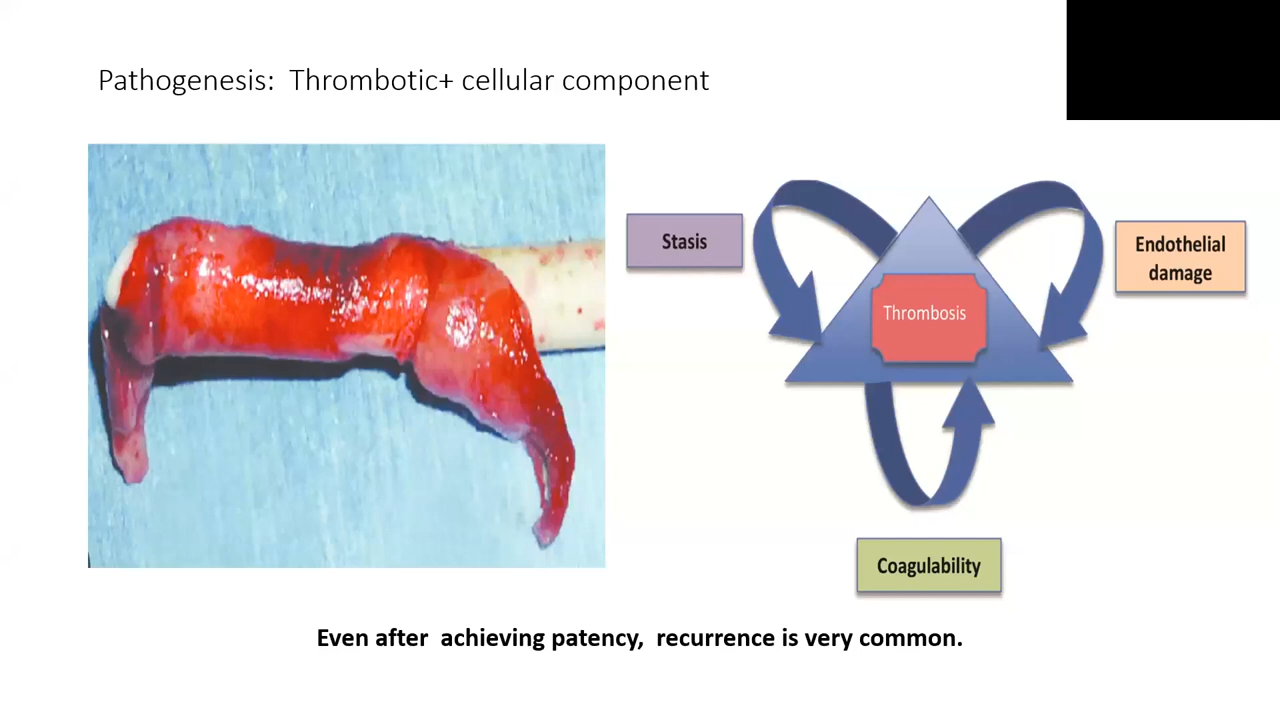 Pathogenesis:  Thrombotic+ cellular component
Stasis
Endothelial
damage
Thrombosis
Coagulability
Even after  achieving patency,  recurrence is very common.